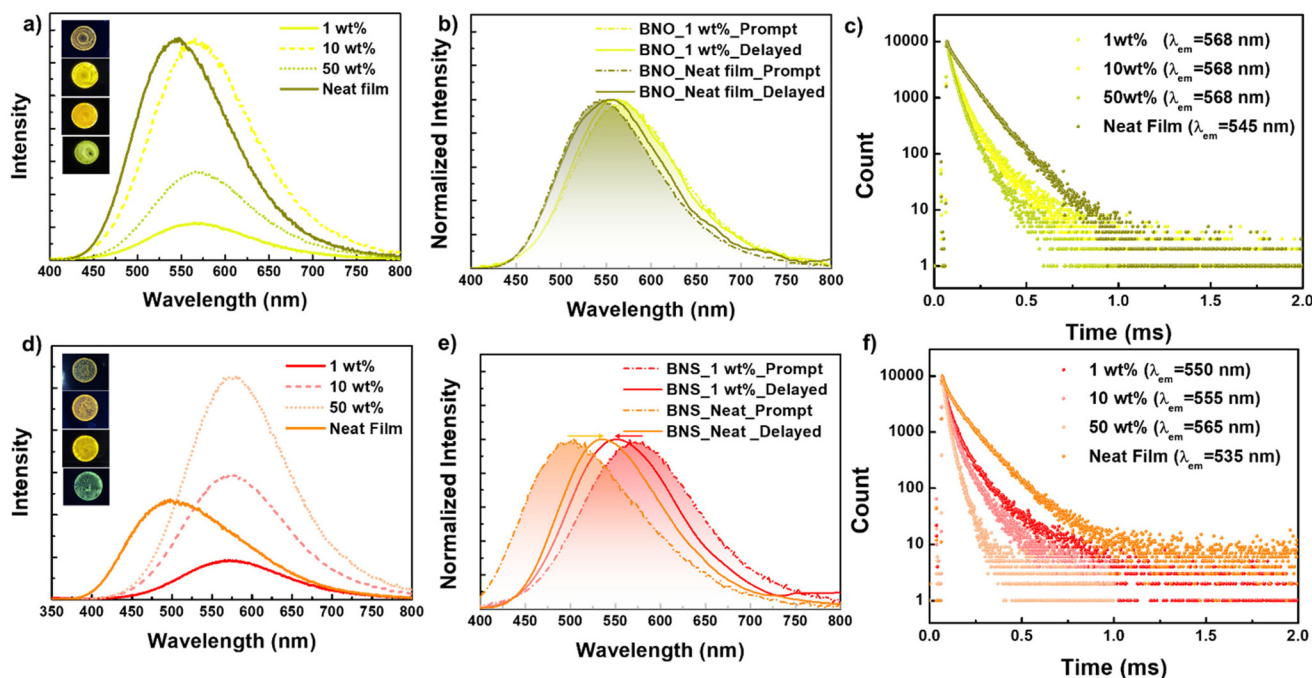 a)
1 wt%
10 wt%
50 wt%
Neat film
Intensity
400 450 500 550 600 650 700 750 800
Wavelength (nm)
b)
BNO_1 wt%_Prompt
BNO_1 wt%_Delayed
BNO_Neat film_Prompt
BNO_Neat film_Delayed
Normalized Intensity
400 450 500 550 600 650 700 750 800
Wavelength (nm)
c)
1wt% (λem=568 nm)
10wt% (λem=568 nm)
50wt% (λem=568 nm)
Neat Film (λem=545 nm)
Count
10000
1000
100
10
1
0.0 0.5 1.0 1.5 2.0
Time (ms)
d)
1 wt%
10 wt%
50 wt%
Neat Film
Intensity
350 400 450 500 550 600 650 700 750 800
Wavelength (nm)
e)
BNS_1 wt%_Prompt
BNS_1 wt%_Delayed
BNS_Neat_Prompt
BNS_Neat _Delayed
Normalized Intensity
400 450 500 550 600 650 700 750 800
Wavelength (nm)
f)
1 wt% (λem=550 nm)
10 wt% (λem=555 nm)
50 wt% (λem=565 nm)
Neat Film (λem=535 nm)
Count
10000
1000
100
10
1
0.0 0.5 1.0 1.5 2.0
Time (ms)